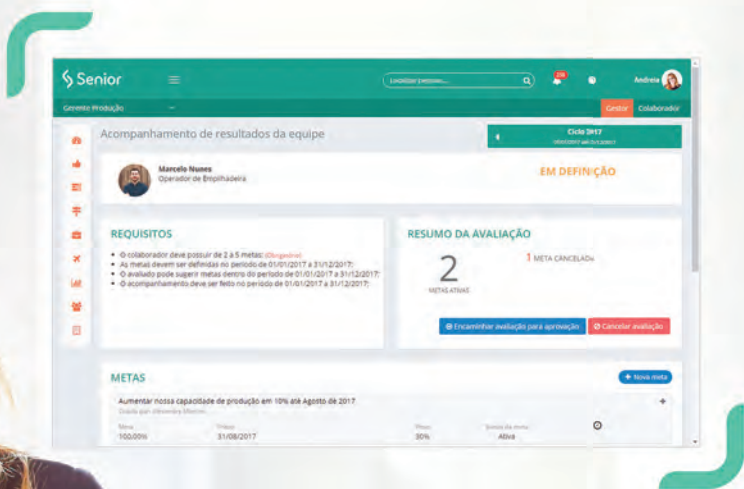 Senior
Localizar pessoas...
Andreia
Gerente Produção
Gestor Colaborador
Acompanhamento de resultados da equipe
Ciclo 2H17
Marcelo Nunes
Operador de Empilhadeira
EM DEFINIÇÃO
REQUISITOS
• O colaborador deve possuir de 2 a 5 metas; (Obrigatório)
• As metas devem ser definidas no período de 01/01/2017 a 31/12/2017;
• O avaliado pode sugerir metas dentro do período de 01/01/2017 a 31/12/2017;
• O acompanhamento deve ser feito no período de 01/01/2017 a 31/12/2017;
RESUMO DA AVALIAÇÃO
2
METAS ATIVAS
1 META CANCELADA
Encaminhar avaliação para aprovação
Cancelar avaliação
METAS
+ Nova meta
Aumentar nossa capacidade de produção em 10% até Agosto de 2017
Meta
100,00%
Prazo
31/08/2017
Peso
30%
Status da meta
Ativa